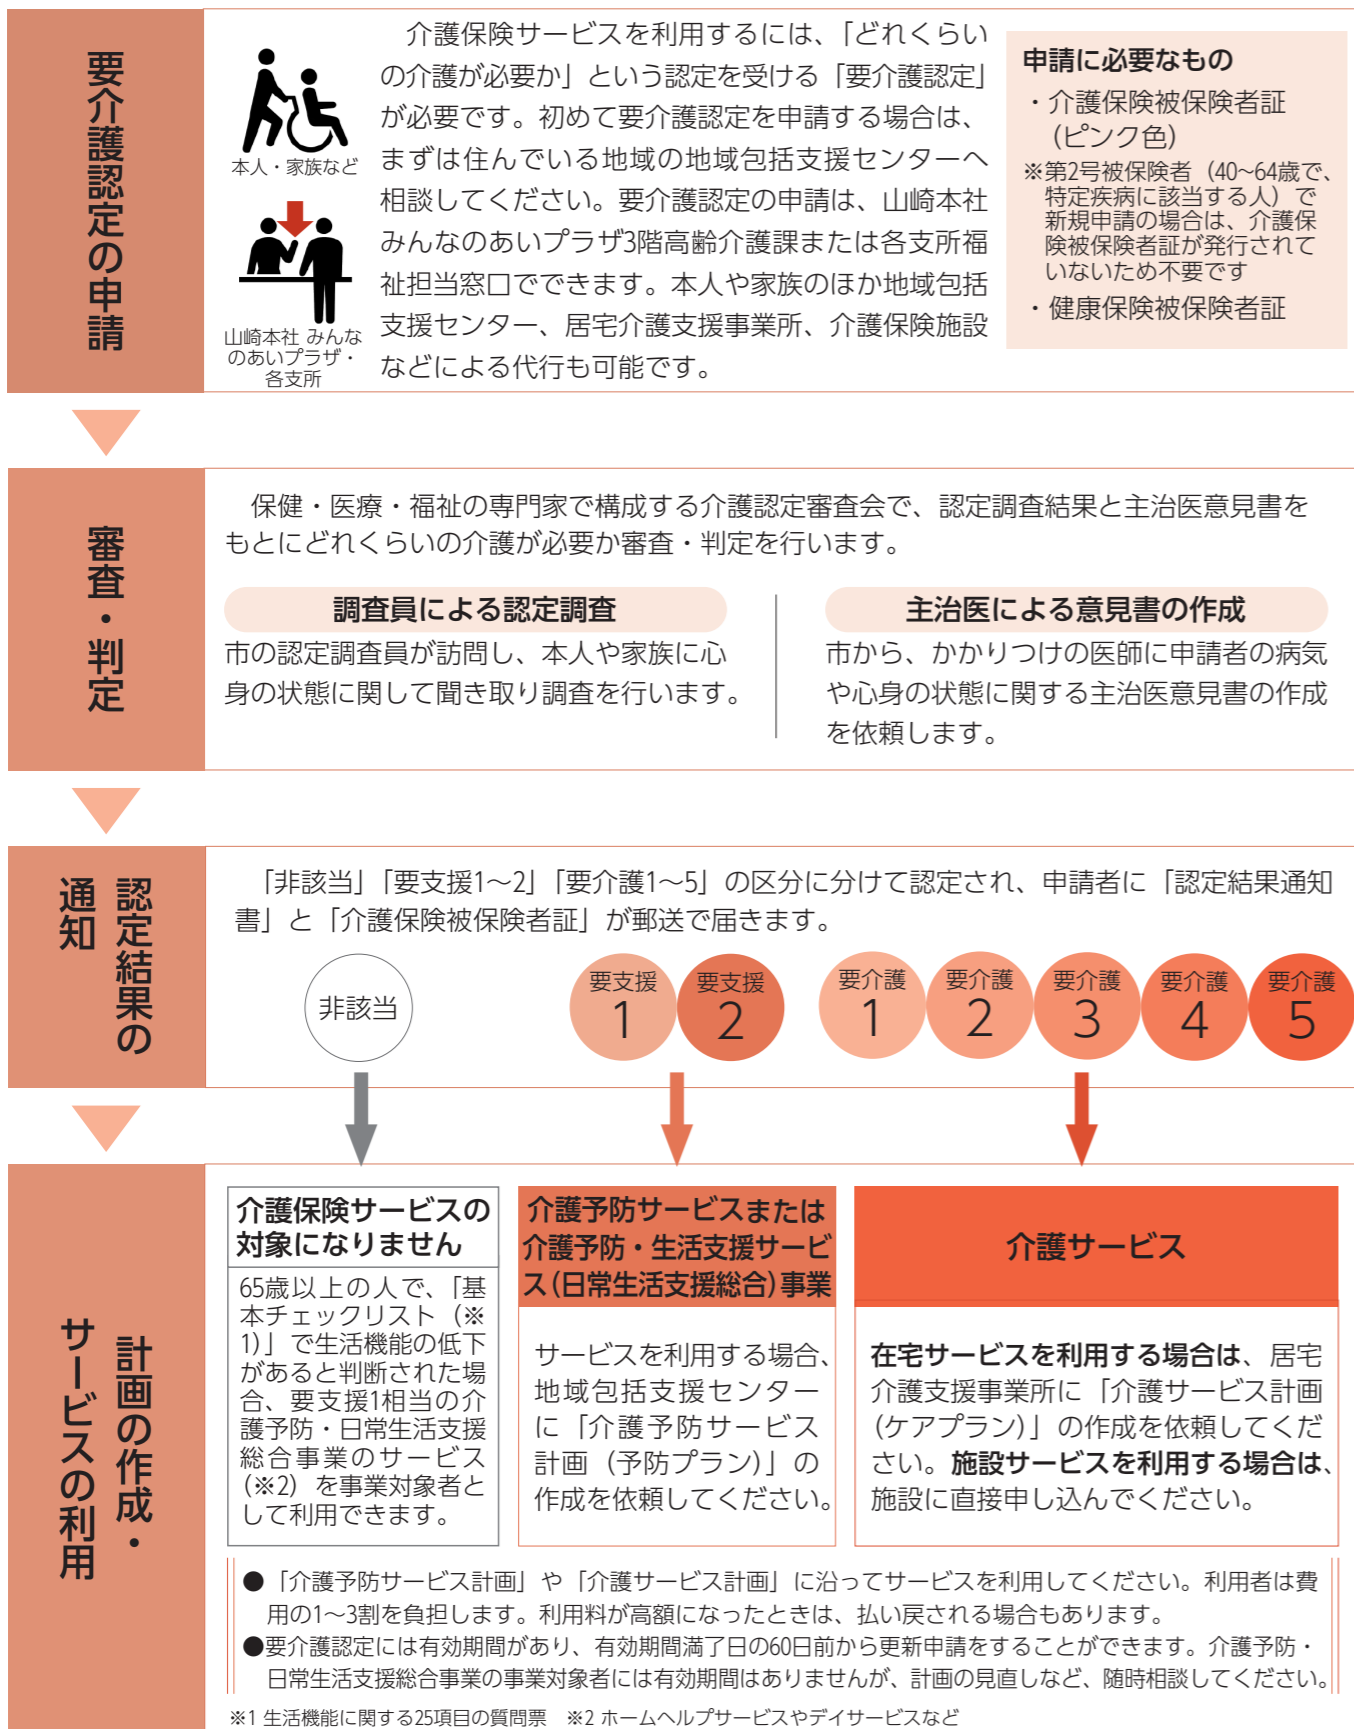 要介護認定の申請
本人・家族など
山崎本社 みんな
のあいプラザ・
各支所
介護保険サービスを利用するには、「どれくらい
の介護が必要か」という認定を受ける「要介護認定」
が必要です。初めて要介護認定を申請する場合は、
まずは住んでいる地域の地域包括支援センターへ
相談してください。要介護認定の申請は、山崎本社
みんなのあいプラザ3階高齢介護課または各支所福
祉担当窓口でできます。本人や家族のほか地域包括
支援センター、居宅介護支援事業所、介護保険施設
などによる代行も可能です。
申請に必要なもの
・介護保険被保険者証
(ピンク色)
※第2号被保険者(40~64歳で、
特定疾病に該当する人)で
新規申請の場合は、介護保
険被保険者証が発行されて
いないため不要です
・健康保険被保険者証
審査・判定
保健・医療・福祉の専門家で構成する介護認定審査会で、認定調査結果と主治医意見書を
もとにどれくらいの介護が必要か審査・判定を行います。
調査員による認定調査
市の認定調査員が訪問し、本人や家族に心
身の状態に関して聞き取り調査を行います。
主治医による意見書の作成
市から、かかりつけの医師に申請者の病気
や心身の状態に関する主治医意見書の作成
を依頼します。
認定結果の
通知
「非該当」「要支援1〜2」「要介護1〜5」の区分に分けて認定され、申請者に「認定結果通知
書」と「介護保険被保険者証」が郵送で届きます。
非該当
要支援
1
要支援
2
要介護
1
要介護
2
要介護
3
要介護
4
要介護
5
計画の作成・
サービスの利用
介護保険サービスの
対象になりません
65歳以上の人で、「基
本チェックリスト(※
1)」で生活機能の低下
があると判断された場
合、要支援1相当の介
護予防・日常生活支援
総合事業のサービス
(※2)を事業対象者と
して利用できます。
介護予防サービスまたは
介護予防・生活支援サービ
ス(日常生活支援総合)事業
サービスを利用する場合、
地域包括支援センター
に「介護予防サービス
計画(予防プラン)」の
作成を依頼してください。
介護サービス
在宅サービスを利用する場合は、居宅
介護支援事業所に「介護サービス計画
(ケアプラン)」の作成を依頼してくだ
さい。施設サービスを利用する場合は、
施設に直接申し込んでください。
●「介護予防サービス計画」や「介護サービス計画」に沿ってサービスを利用してください。利用者は費
用の1〜3割を負担します。利用料が高額になったときは、払い戻される場合もあります。
●要介護認定には有効期間があり、有効期間満了日の60日前から更新申請をすることができます。介護予防・
日常生活支援総合事業の事業対象者には有効期間はありませんが、計画の見直しなど、随時相談してください。
※1 生活機能に関する25項目の質問票 ※2 ホームヘルプサービスやデイサービスなど